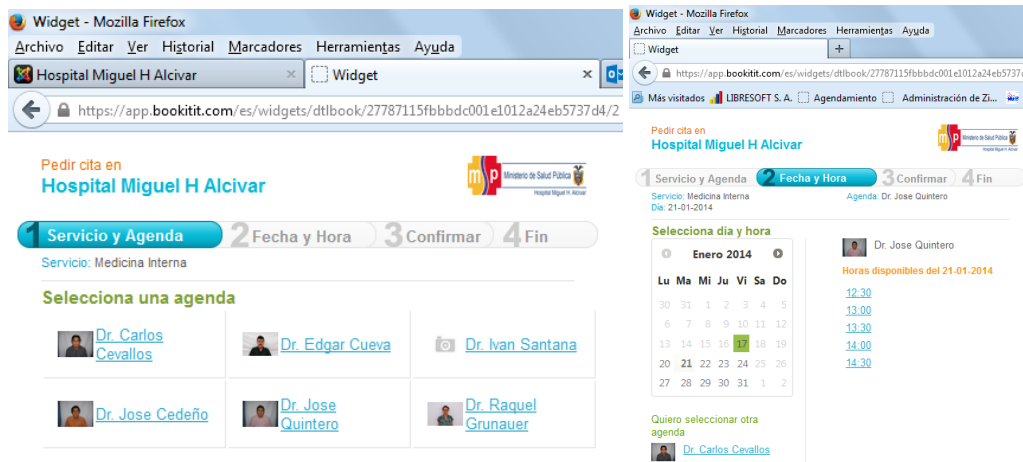 Widget - Mozilla Firefox
Archivo Editar Ver Historial Marcadores Herramientas Ayuda
Hospital Miguel H Alcivar × Widget ×
https://app.bookitit.com/es/widgets/dtlbook/27787115fbbbdc001e1012a24eb5737d4/2
Pedir cita en
Hospital Miguel H Alcivar
msp Ministerio de Salud Pública
Hospital Miguel H. Alcivar
1 Servicio y Agenda 2 Fecha y Hora 3 Confirmar 4 Fin
Servicio: Medicina Interna
Selecciona una agenda
Dr. Carlos
Cevallos
Dr. Edgar Cueva
Dr. Ivan Santana
Dr. Jose Cedeño
Dr. Jose
Quintero
Dr. Raquel
Grunauer
Widget - Mozilla Firefox
Archivo Editar Ver Historial Marcadores Herramientas Ayuda
Widget +
https://app.bookitit.com/es/widgets/dtlbook/27787115fbbbdc001e1012a24eb5737d
Más visitados LIBRESOFT S. A. Agendamiento Administración de Zi...
Pedir cita en
Hospital Miguel H Alcivar
Ministerio de Salud Pública
Hospital Miguel H. Alcivar
1 Servicio y Agenda 2 Fecha y Hora 3 Confirmar 4 Fin
Servicio: Medicina Interna Agenda: Dr. Jose Quintero
Día: 21-01-2014
Selecciona día y hora
Enero 2014
Lu Ma Mi Ju Vi Sa Do
30 31 1 2 3 4 5
6 7 8 9 10 11 12
13 14 15 16 17 18 19
20 21 22 23 24 25 26
27 28 29 30 31 1 2
Dr. Jose Quintero
Horas disponibles del 21-01-2014
12:30
13:00
13:30
14:00
14:30
Quiero seleccionar otra
agenda
Dr. Carlos Cevallos